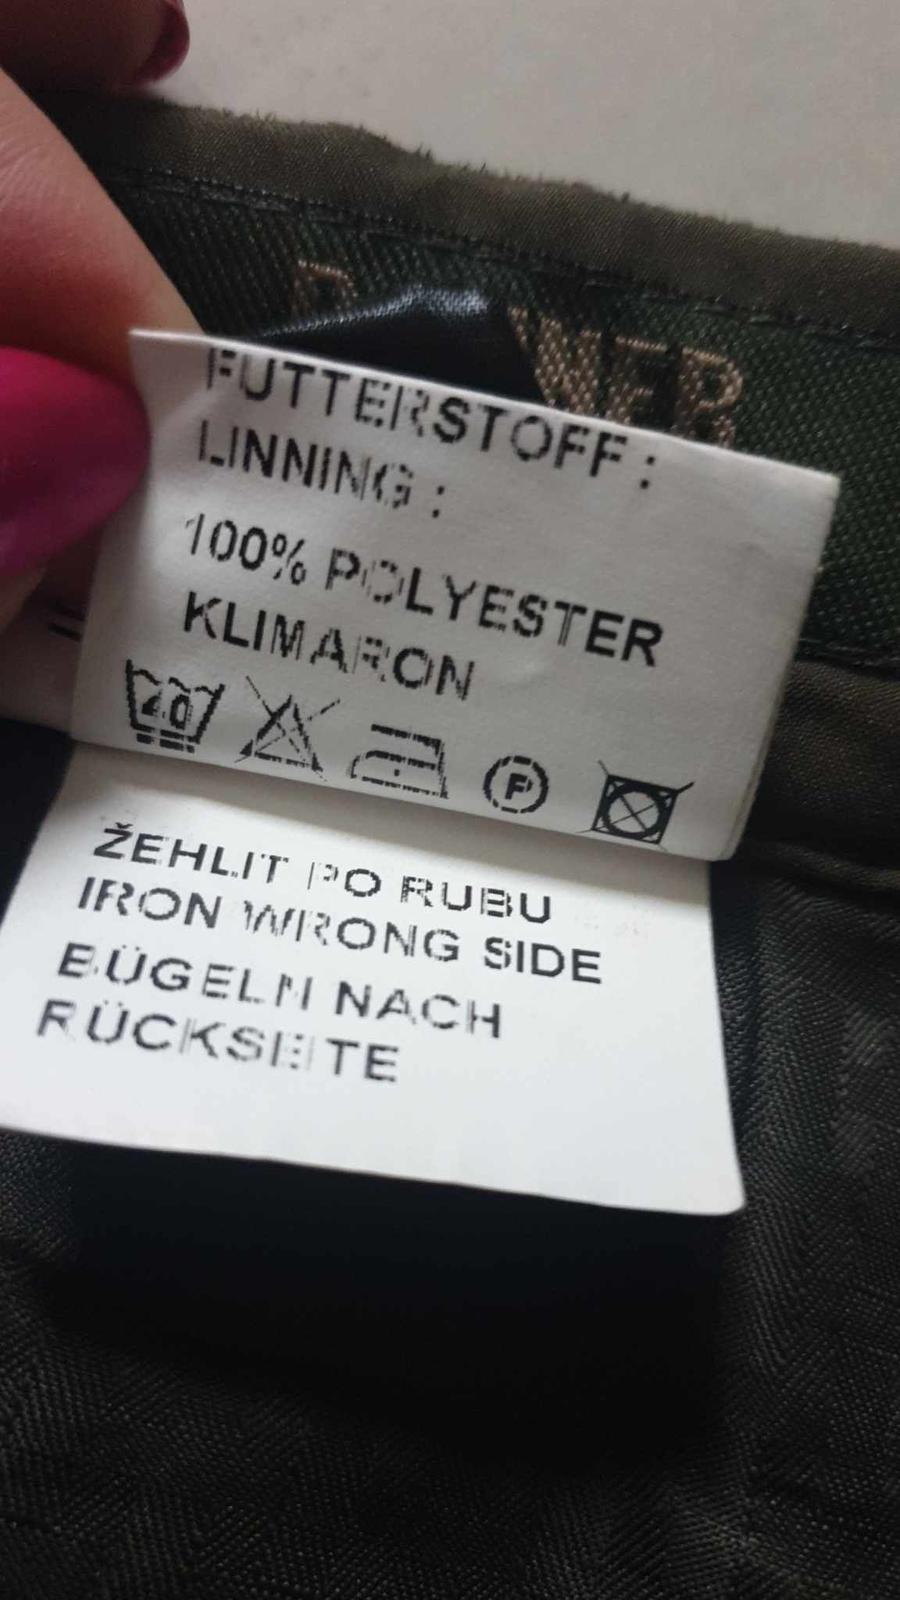 FUTTERSTOFF :
LINNING :
100% POLYESTER
KLIMARON
40
F
ŽEHLIT PO RUBU
IRON WRONG SIDE
BÜGELN NACH
RÜCKSEITE